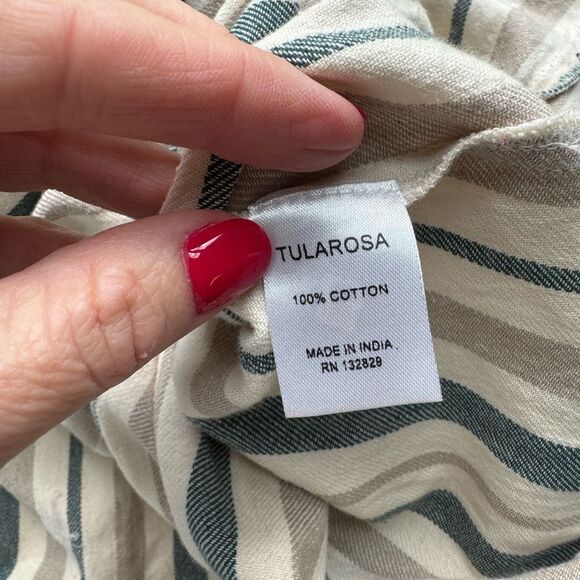 TULAROSA
100% COTTON
MADE IN INDIA
RN 132829